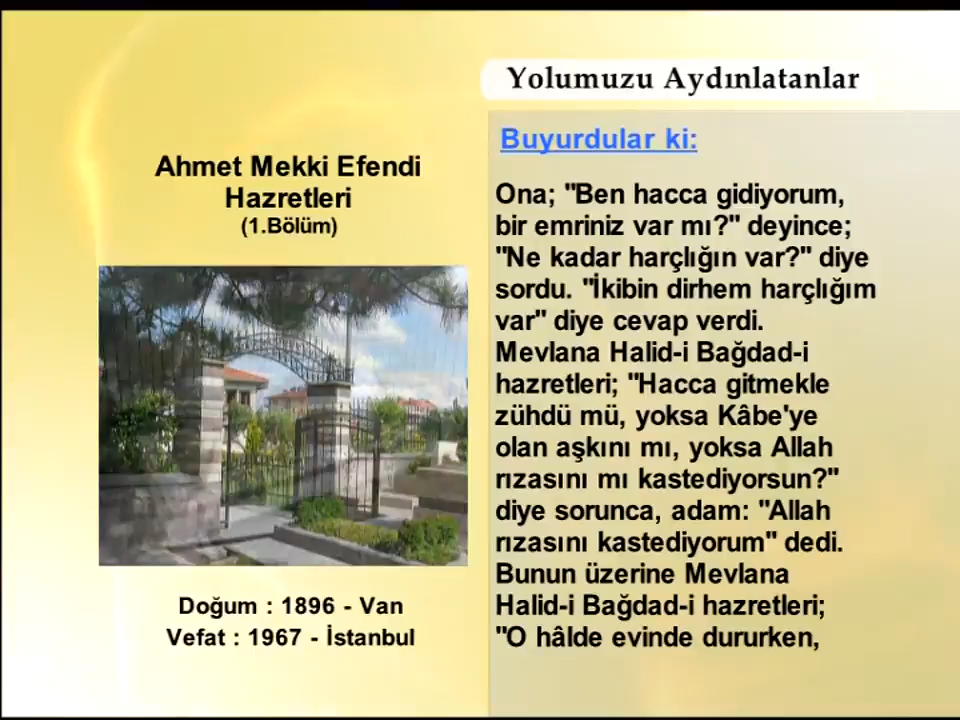 Yolumuzu Aydınlatanlar
Ahmet Mekki Efendi
Hazretleri
(1.Bölüm)
Doğum : 1896 - Van
Vefat : 1967 - İstanbul
Buyurdular ki:
Ona; "Ben hacca gidiyorum,
bir emriniz var mı?" deyince;
"Ne kadar harçlığın var?" diye
sordu. "İkibin dirhem harçlığım
var" diye cevap verdi.
Mevlana Halid-i Bağdad-i
hazretleri; "Hacca gitmekle
zühdü mü, yoksa Kâbe'ye
olan aşkını mı, yoksa Allah
rızasını mı kastediyorsun?"
diye sorunca, adam: "Allah
rızasını kastediyorum" dedi.
Bunun üzerine Mevlana
Halid-i Bağdad-i hazretleri;
"O hâlde evinde dururken,